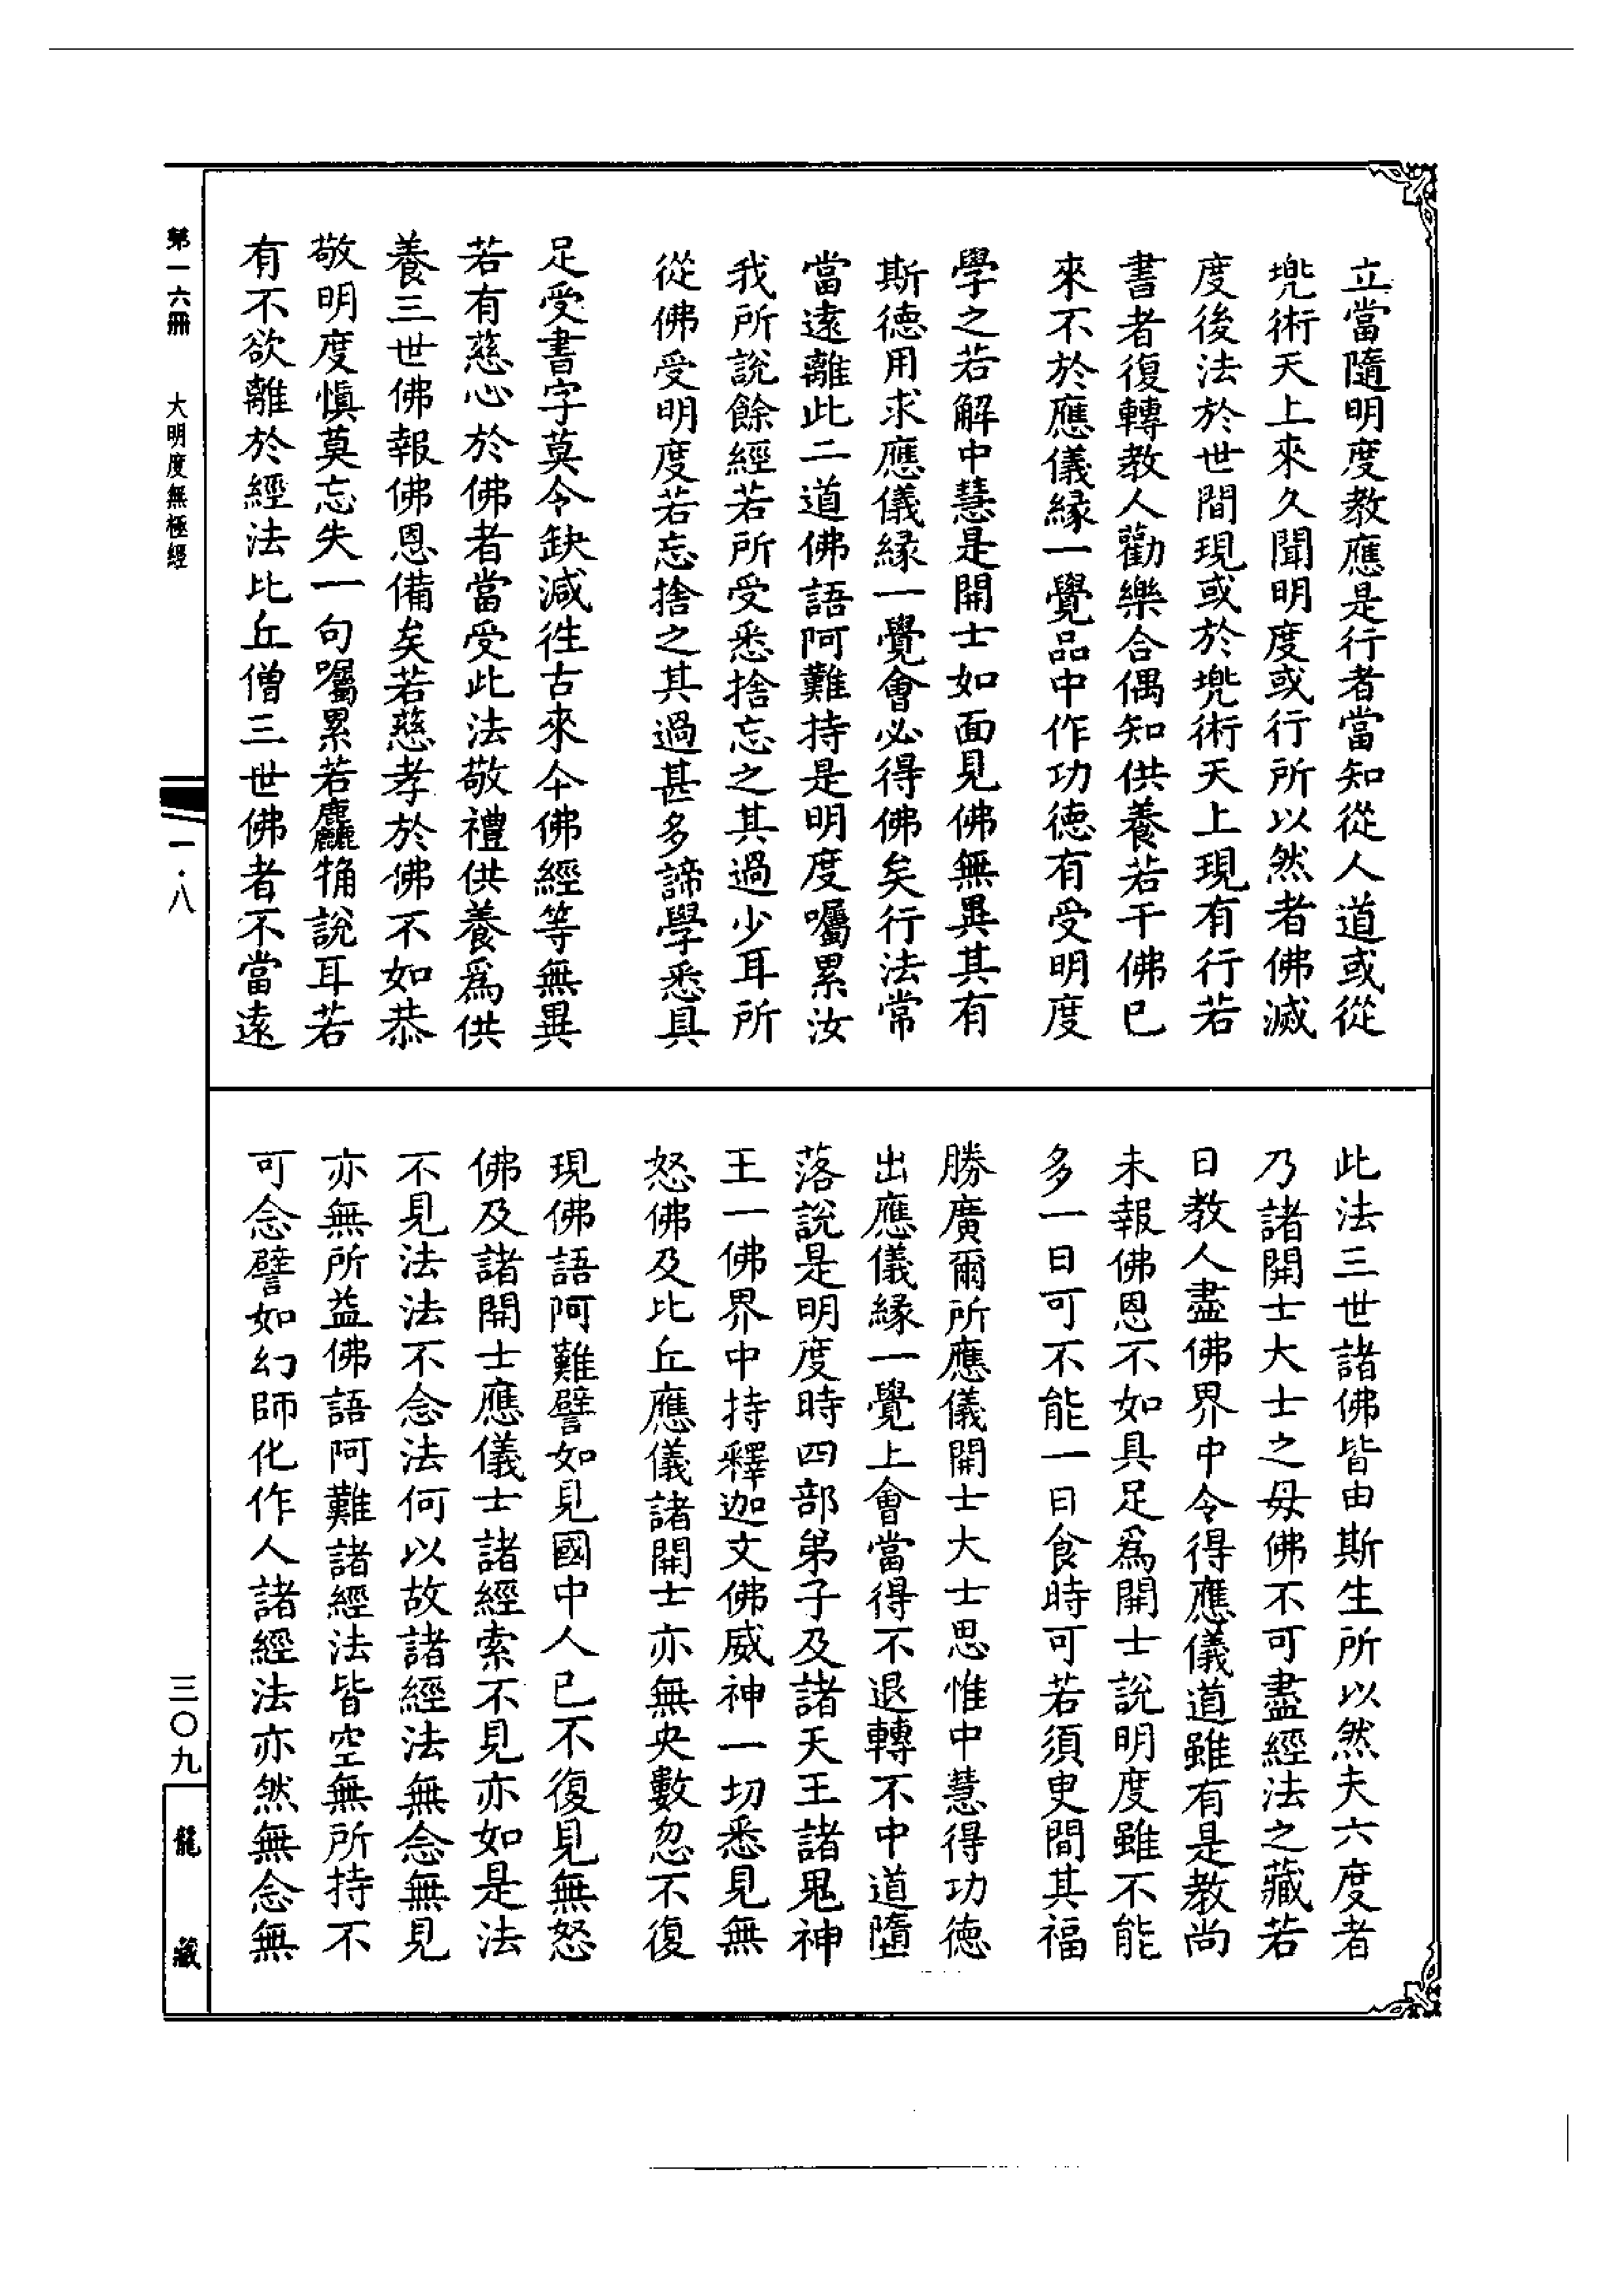 立當隨明度教應是行者當知從人道或從
兠術天上來久聞明度或行所以然者佛滅
度後法於世間現或於兠術天上現有行若
書者復轉教人勸樂合偶知供養若干佛已
來不於應儀縁一覺品中作功德有受明度
學之若解中慧是開士如面見佛無異其有
斯德用求應儀縁一覺會必得佛矣行法常
當遠離此二道佛語阿難持是明度囑累汝
我所說餘經若所受悉捨忘之其過少耳所
從佛受明度若忘捨之其過甚多諦學悉具
足受書字莫令缺減徃古來今佛經等無異
若有慈心於佛者當受此法敬禮供養爲供
養三世佛報佛恩備矣若慈孝於佛不如恭
敬明度愼莫忘失一句囑累若麤觕說耳若
有不欲離於經法比丘僧三世佛者不當遠
此法三世諸佛皆由斯生所以然夫六度者
乃諸開士大士之母佛不可盡經法之藏若
日教人盡佛界中令得應儀道雖有是教尚
未報佛恩不如具足爲開士說明度雖不能
多一日可不能一日食時可若須臾間其福
勝廣爾所應儀開士大士思惟中慧得功德
出應儀縁一覺上會當得不退轉不中道墮
落說是明度時四部弟子及諸天王諸鬼神
王一佛界中持釋迦文佛威神一切悉見無
怒佛及比丘應儀諸開士亦無央數忽不復
現佛語阿難譬如見國中人已不復見無怒
佛及諸開士應儀士諸經索不見亦如是法
不見法法不念法何以故諸經法無念無見
亦無所益佛語阿難諸經法皆空無所持不
可念譬如幻師化作人諸經法亦然無念無
第一六冊 大明度無極經
一·八
三〇九
龍藏